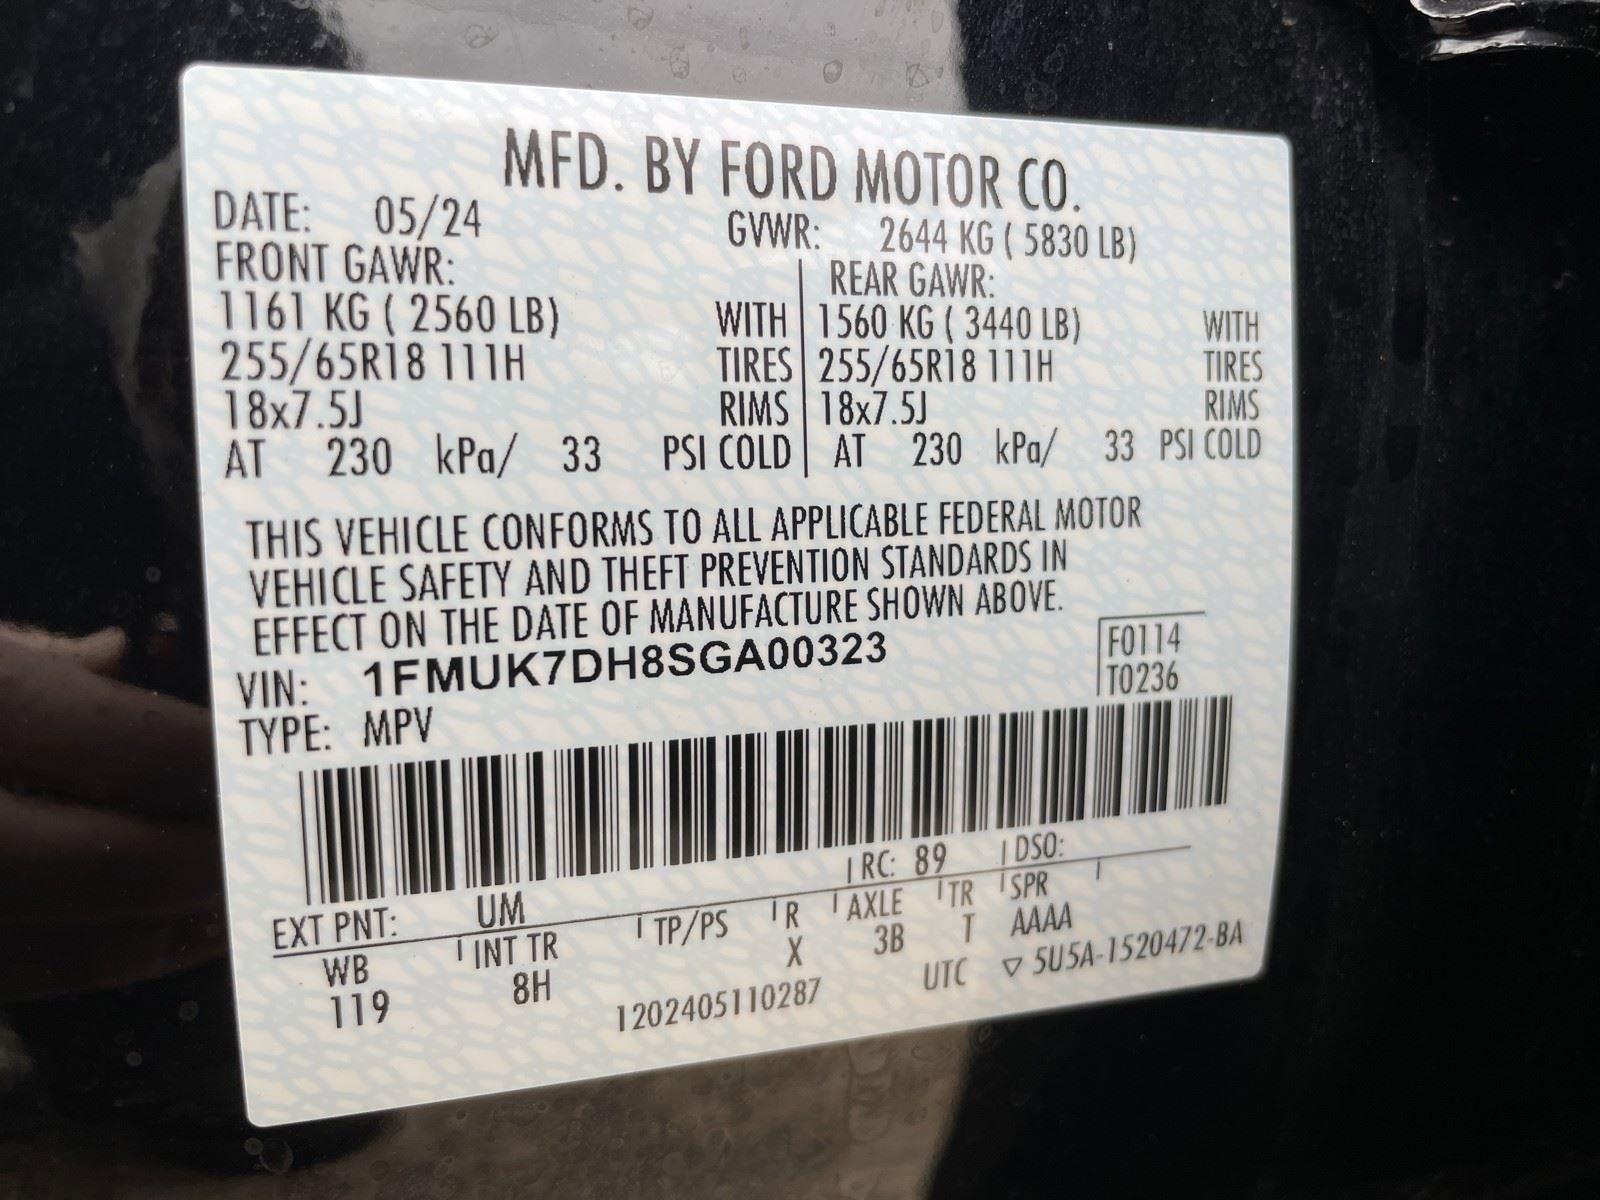 MFD. BY FORD MOTOR CO.
DATE: 05/24 GVWR: 2644 KG ( 5830 LB)
FRONT GAWR: REAR GAWR:
1161 KG ( 2560 LB) WITH 1560 KG ( 3440 LB) WITH
255/65R18 111H TIRES 255/65R18 111H TIRES
18x7.5J RIMS 18x7.5J RIMS
AT 230 kPa/ 33 PSI COLD AT 230 kPa/ 33 PSI COLD
THIS VEHICLE CONFORMS TO ALL APPLICABLE FEDERAL MOTOR
VEHICLE SAFETY AND THEFT PREVENTION STANDARDS IN
EFFECT ON THE DATE OF MANUFACTURE SHOWN ABOVE.
VIN: 1FMUK7DH8SGA00323 F0114
TYPE: MPV T0236
EXT PNT: UM RC: 89 DSO:
WB INT TR TP/PS R AXLE TR SPR
119 8H X 3B T AAAA
1202405110287 UTC ▽ 5U5A-1520472-BA